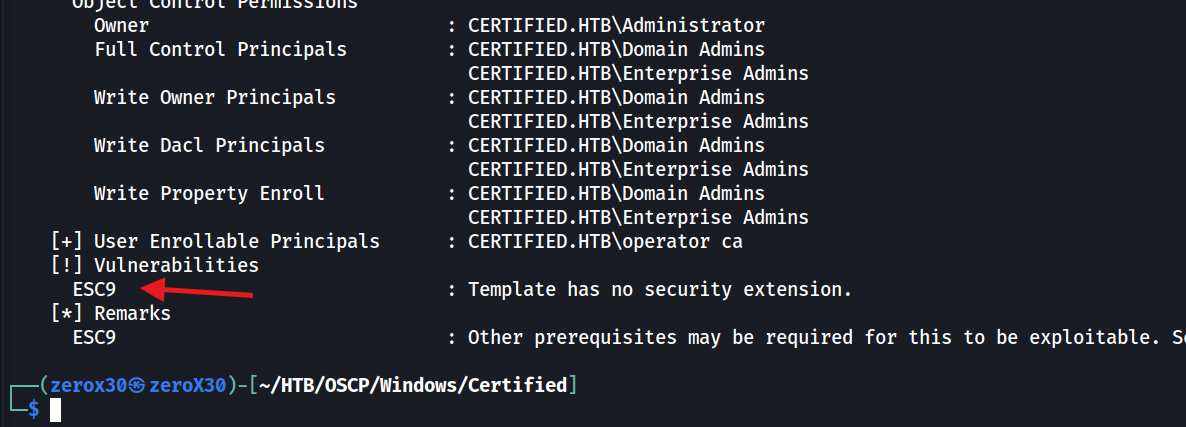 Object Control Permissions
Owner : CERTIFIED.HTB\Administrator
Full Control Principals : CERTIFIED.HTB\Domain Admins
CERTIFIED.HTB\Enterprise Admins
Write Owner Principals : CERTIFIED.HTB\Domain Admins
CERTIFIED.HTB\Enterprise Admins
Write Dacl Principals : CERTIFIED.HTB\Domain Admins
CERTIFIED.HTB\Enterprise Admins
Write Property Enroll : CERTIFIED.HTB\Domain Admins
CERTIFIED.HTB\Enterprise Admins
[+] User Enrollable Principals : CERTIFIED.HTB\operator ca
[!] Vulnerabilities
ESC9 : Template has no security extension.
[*] Remarks
ESC9 : Other prerequisites may be required for this to be exploitable.
(zerox30㉿zeroX30)-[~/HTB/OSCP/Windows/Certified]
$